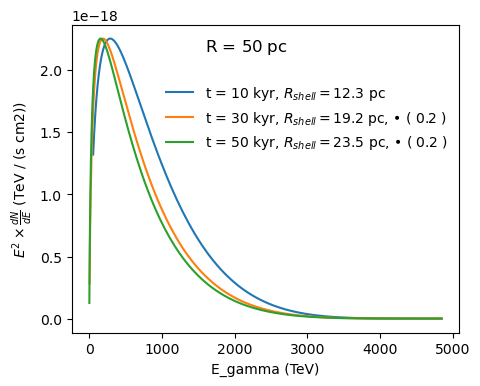 1e−18
R = 50 pc
t = 10 kyr, R_shell = 12.3 pc
t = 30 kyr, R_shell = 19.2 pc, • ( 0.2 )
t = 50 kyr, R_shell = 23.5 pc, • ( 0.2 )
2.0
1.5
1.0
0.5
0.0
E² × dN/dE (TeV / (s cm2))
0 1000 2000 3000 4000 5000
E_gamma (TeV)